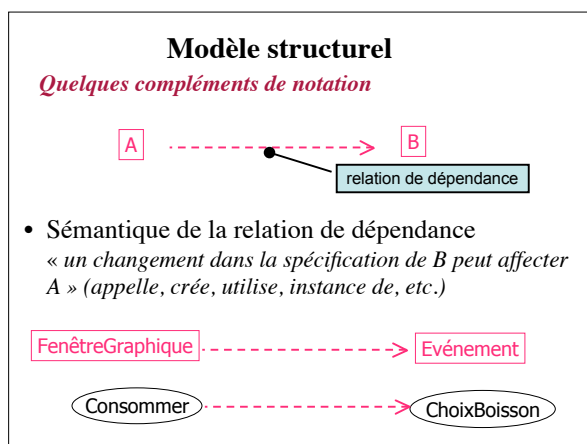 Modèle structurel
Quelques compléments de notation
A
B
relation de dépendance
• Sémantique de la relation de dépendance
« un changement dans la spécification de B peut affecter
A » (appelle, crée, utilise, instance de, etc.)
FenêtreGraphique
Evénement
Consommer
ChoixBoisson